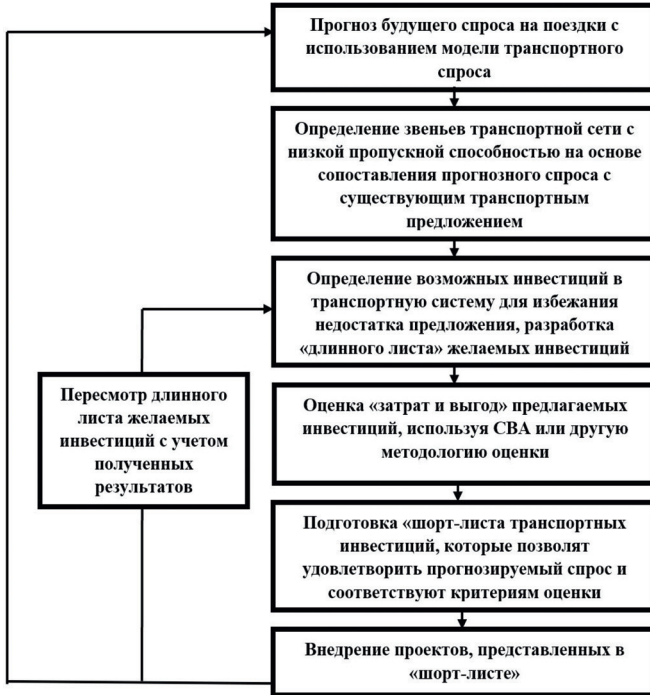 Прогноз будущего спроса на поездки с
использованием модели транспортного
спроса
Определение звеньев транспортной сети с
низкой пропускной способностью на основе
сопоставления прогнозного спроса с
существующим транспортным
предложением
Определение возможных инвестиций в
транспортную систему для избежания
недостатка предложения, разработка
«длинного листа» желаемых инвестиций
Пересмотр длинного
листа желаемых
инвестиций с учетом
полученных
результатов
Оценка «затрат и выгод» предлагаемых
инвестиций, используя СВА или другую
методологию оценки
Подготовка «шорт-листа транспортных
инвестиций, которые позволят
удовлетворить прогнозируемый спрос и
соответствуют критериям оценки
Внедрение проектов, представленных в
«шорт-листе»